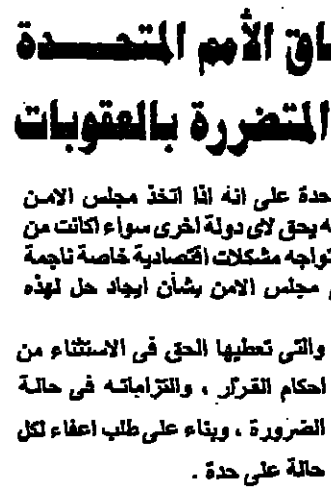 اق الأمم المتحـــدة
المتضررة بالعقوبات
حدة على انه اذا اتخذ مجلس الامن
ه يحق لاى دولة اخرى سواء اكانت من
تواجه مشكلات اقتصادية خاصة ناجمة
مجلس الامن بشأن ايجاد حل لهذه
والتى تعطيها الحق فى الاستثناء من
احكام القرار ، والتزاماته فى حالة
الضرورة ، وبناء على طلب اعفاء لكل
حالة على حدة .